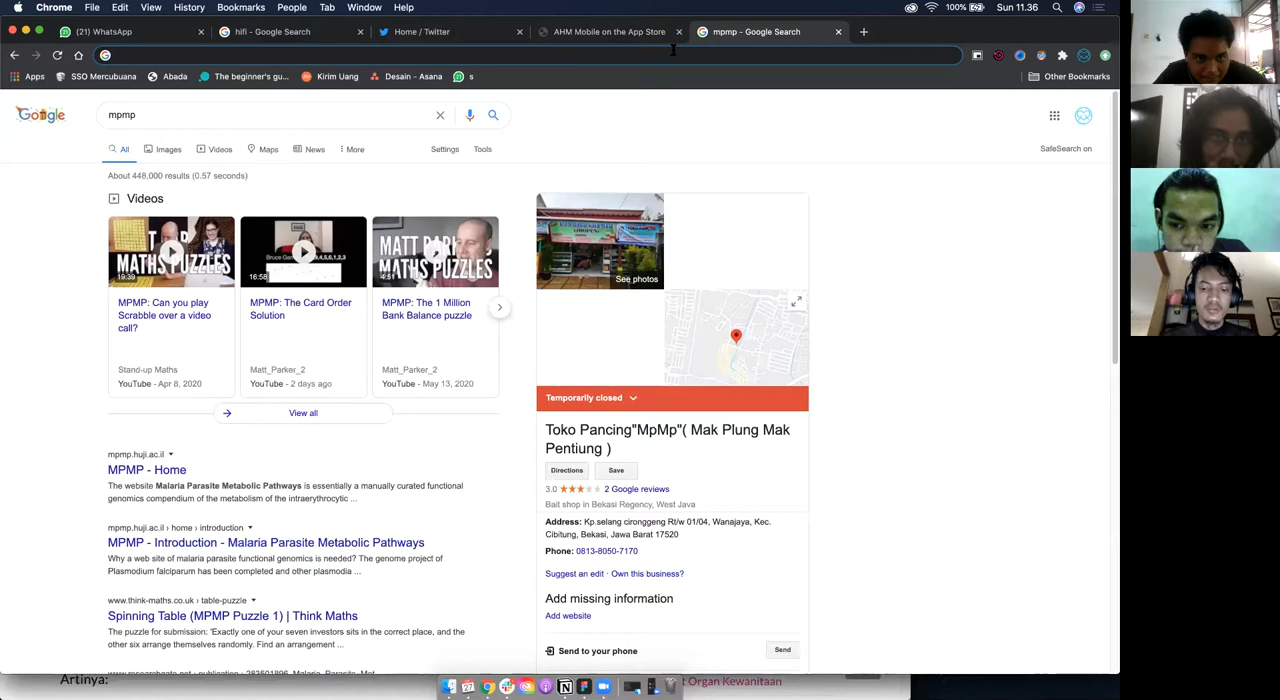 Chrome File Edit View History Bookmarks People Tab Window Help 100% Sun 11.36
(21) WhatsApp hifi - Google Search Home / Twitter AHM Mobile on the App Store mpmp - Google Search
Apps SSO Mercubuana Abada The beginner's gu... Kirim Uang Desain - Asana s Other Bookmarks
Google mpmp
All Images Videos Maps News More Settings Tools SafeSearch on
About 448,000 results (0.57 seconds)
Videos
19:39
16:58
4:51
MATT PARK
MATHS PUZZLES
MPMP: Can you play
Scrabble over a video
call?
Stand-up Maths
YouTube - Apr 8, 2020
MPMP: The Card Order
Solution
Matt_Parker_2
YouTube - 2 days ago
MPMP: The 1 Million
Bank Balance puzzle
Matt_Parker_2
YouTube - May 13, 2020
View all
mpmp.huji.ac.il
MPMP - Home
The website Malaria Parasite Metabolic Pathways is essentially a manually curated functional
genomics compendium of the metabolism of the intraerythrocytic ...
mpmp.huji.ac.il › home › introduction
MPMP - Introduction - Malaria Parasite Metabolic Pathways
Why a web site of malaria parasite functional genomics is needed? The genome project of
Plasmodium falciparum has been completed and other plasmodia ...
www.think-maths.co.uk › table-puzzle
Spinning Table (MPMP Puzzle 1) | Think Maths
The puzzle for submission: 'Exactly one of your seven investors sits in the correct place, and the
other six arrange themselves randomly. Find an arrangement ...
See photos
Temporarily closed
Toko Pancing"MpMp"( Mak Plung Mak
Pentiung )
Directions Save
3.0 2 Google reviews
Bait shop in Bekasi Regency, West Java
Address: Kp.selang cironggeng Rt/w 01/04, Wanajaya, Kec.
Cibitung, Bekasi, Jawa Barat 17520
Phone: 0813-8050-7170
Suggest an edit · Own this business?
Add missing information
Add website
Send to your phone Send
Artinya:
Organ Kewanitaan